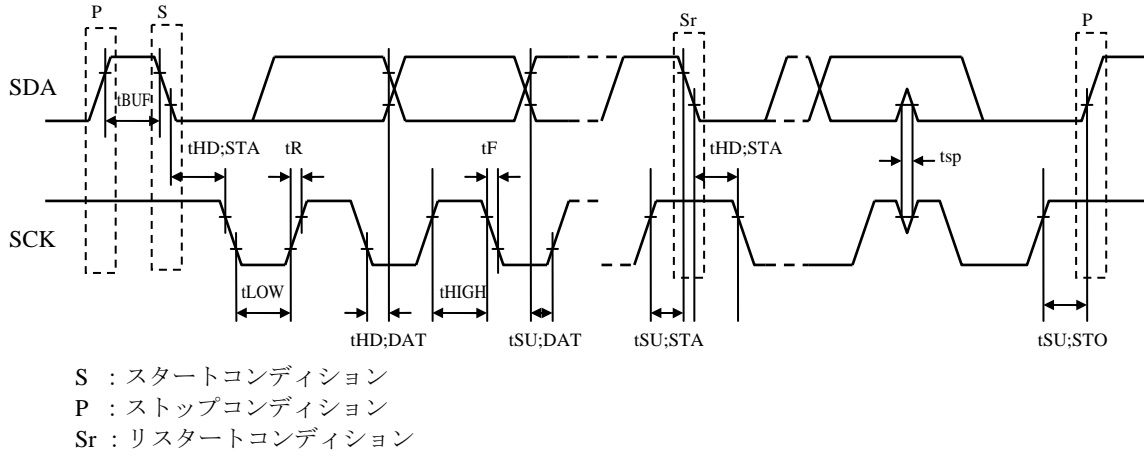 P S Sr P
SDA
tBUF
tHD;STA tR tF tHD;STA tsp
SCK
tLOW tHIGH
tHD;DAT tSU;DAT tSU;STA tSU;STO
S ：スタートコンディション
P ：ストップコンディション
Sr ：リスタートコンディション